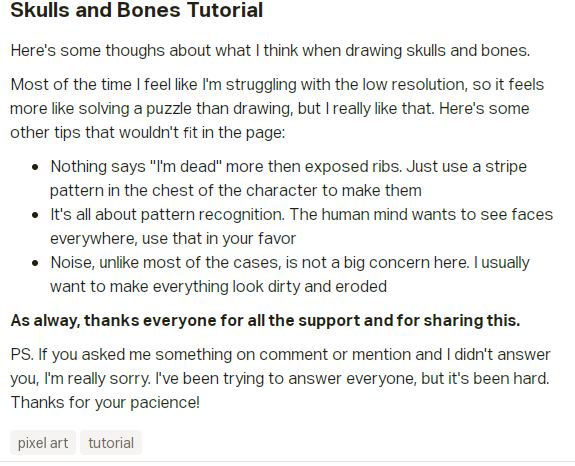 Skulls and Bones Tutorial
Here's some thoughs about what I think when drawing skulls and bones.
Most of the time I feel like I'm struggling with the low resolution, so it feels
more like solving a puzzle than drawing, but I really like that. Here's some
other tips that wouldn't fit in the page:
• Nothing says "I'm dead" more then exposed ribs. Just use a stripe
pattern in the chest of the character to make them
• It's all about pattern recognition. The human mind wants to see faces
everywhere, use that in your favor
• Noise, unlike most of the cases, is not a big concern here. I usually
want to make everything look dirty and eroded
As alway, thanks everyone for all the support and for sharing this.
PS. If you asked me something on comment or mention and I didn't answer
you, I'm really sorry. I've been trying to answer everyone, but it's been hard.
Thanks for your pacience!
pixel art tutorial